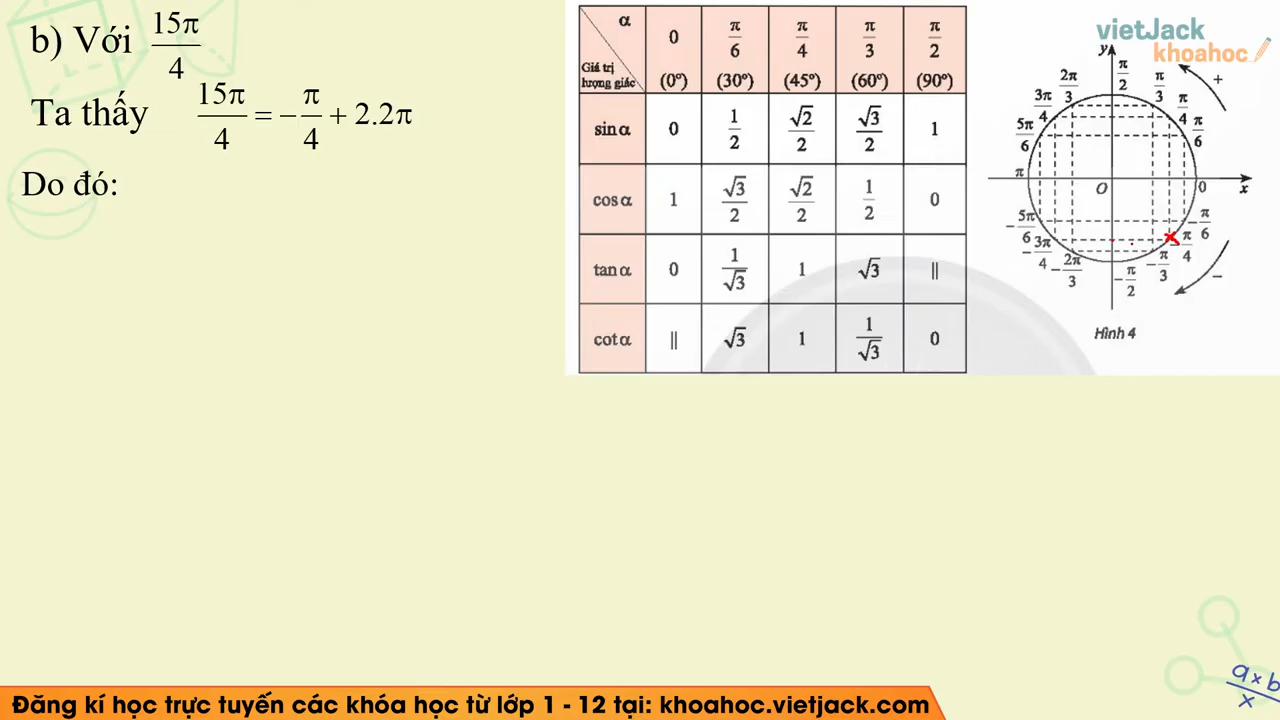 b) Với 15π/4
Ta thấy 15π/4 = −π/4 + 2.2π
Do đó:
α
Giá trị
lượng giác
0 π/6 π/4 π/3 π/2
(0°) (30°) (45°) (60°) (90°)
sin α 0 1/2 √2/2 √3/2 1
cos α 1 √3/2 √2/2 1/2 0
tan α 0 1/√3 1 √3 ||
cot α || √3 1 1/√3 0
vietJack
khoahoc
y
2π/3 π/2 π/3 +
3π/4 π/4
5π/6 π/6
π O 0 x
−5π/6 −π/6
−3π/4 −π/4
−2π/3 −π/2 −π/3 −
Hình 4
a×b
x
Đăng kí học trực tuyến các khóa học từ lớp 1 - 12 tại: khoahoc.vietjack.com